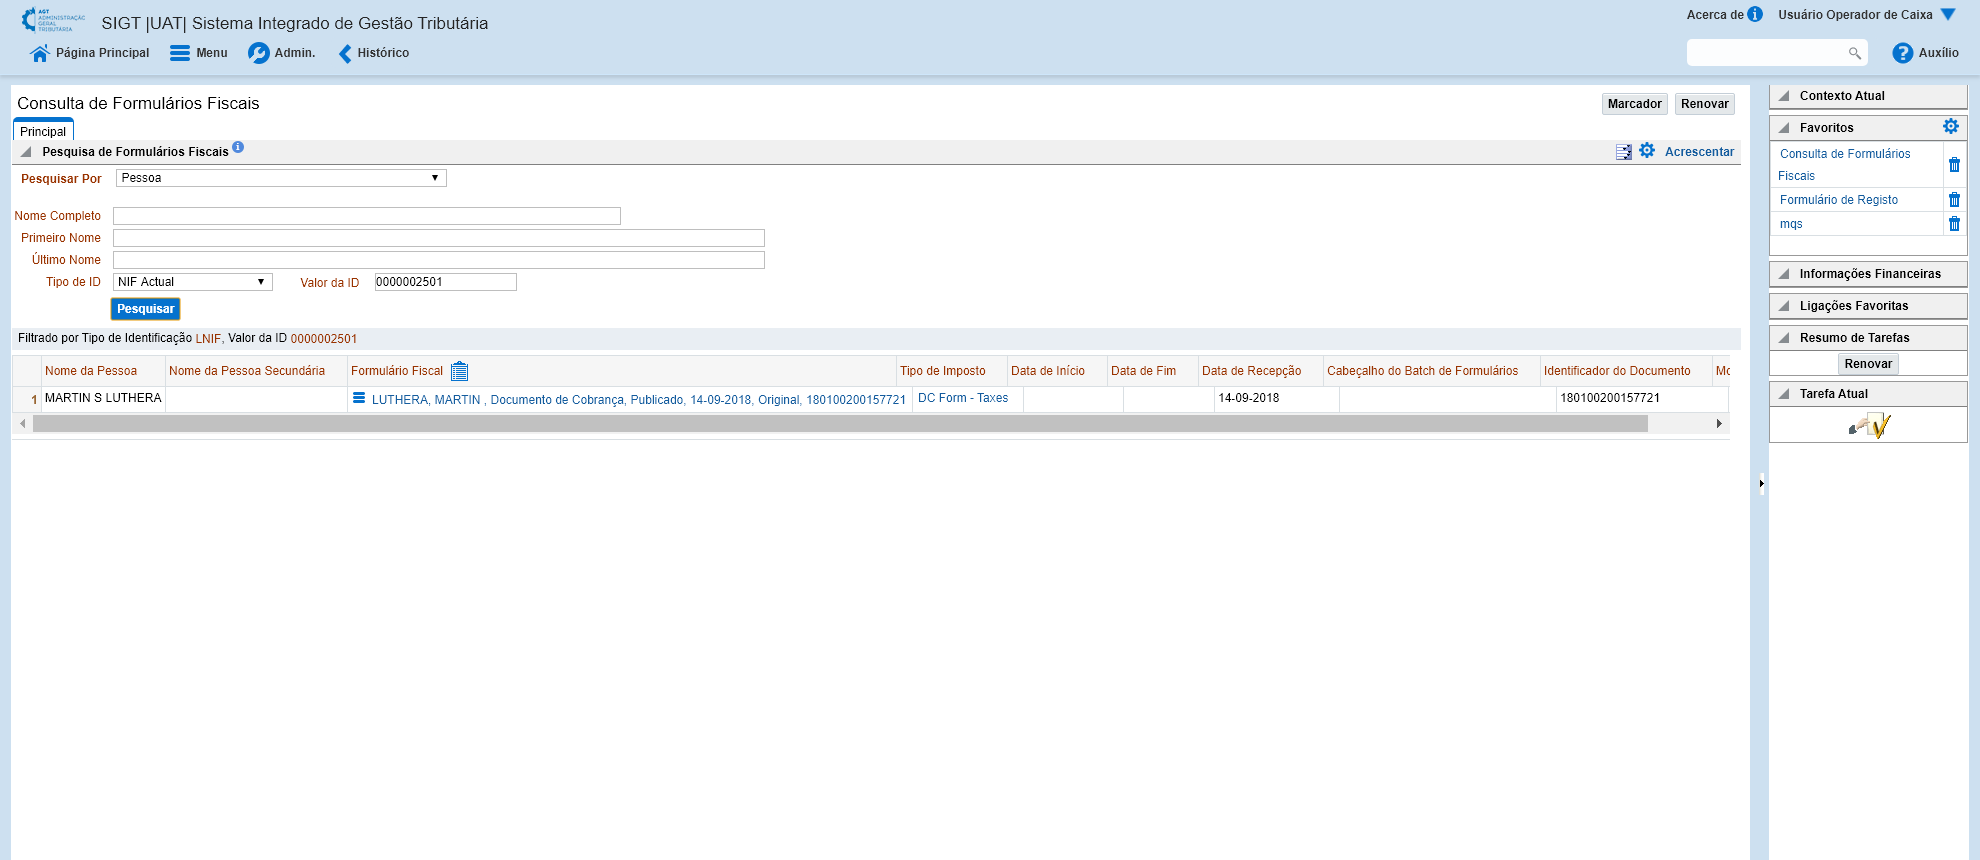 AGT
ADMINISTRAÇÃO
GERAL
TRIBUTÁRIA
SIGT |UAT| Sistema Integrado de Gestão Tributária
Acerca de
Usuário Operador de Caixa
Página Principal
Menu
Admin.
Histórico
Auxílio
Consulta de Formulários Fiscais
Marcador
Renovar
Principal
Pesquisa de Formulários Fiscais
Acrescentar
Pesquisar Por
Pessoa
Nome Completo
Primeiro Nome
Último Nome
Tipo de ID
NIF Actual
Valor da ID
0000002501
Pesquisar
Filtrado por Tipo de Identificação LNIF, Valor da ID 0000002501
Nome da Pessoa
Nome da Pessoa Secundária
Formulário Fiscal
Tipo de Imposto
Data de Início
Data de Fim
Data de Recepção
Cabeçalho do Batch de Formulários
Identificador do Documento
Mo
1
MARTIN S LUTHERA
LUTHERA, MARTIN , Documento de Cobrança, Publicado, 14-09-2018, Original, 180100200157721
DC Form - Taxes
14-09-2018
180100200157721
Contexto Atual
Favoritos
Consulta de Formulários
Fiscais
Formulário de Registo
mqs
Informações Financeiras
Ligações Favoritas
Resumo de Tarefas
Renovar
Tarefa Atual